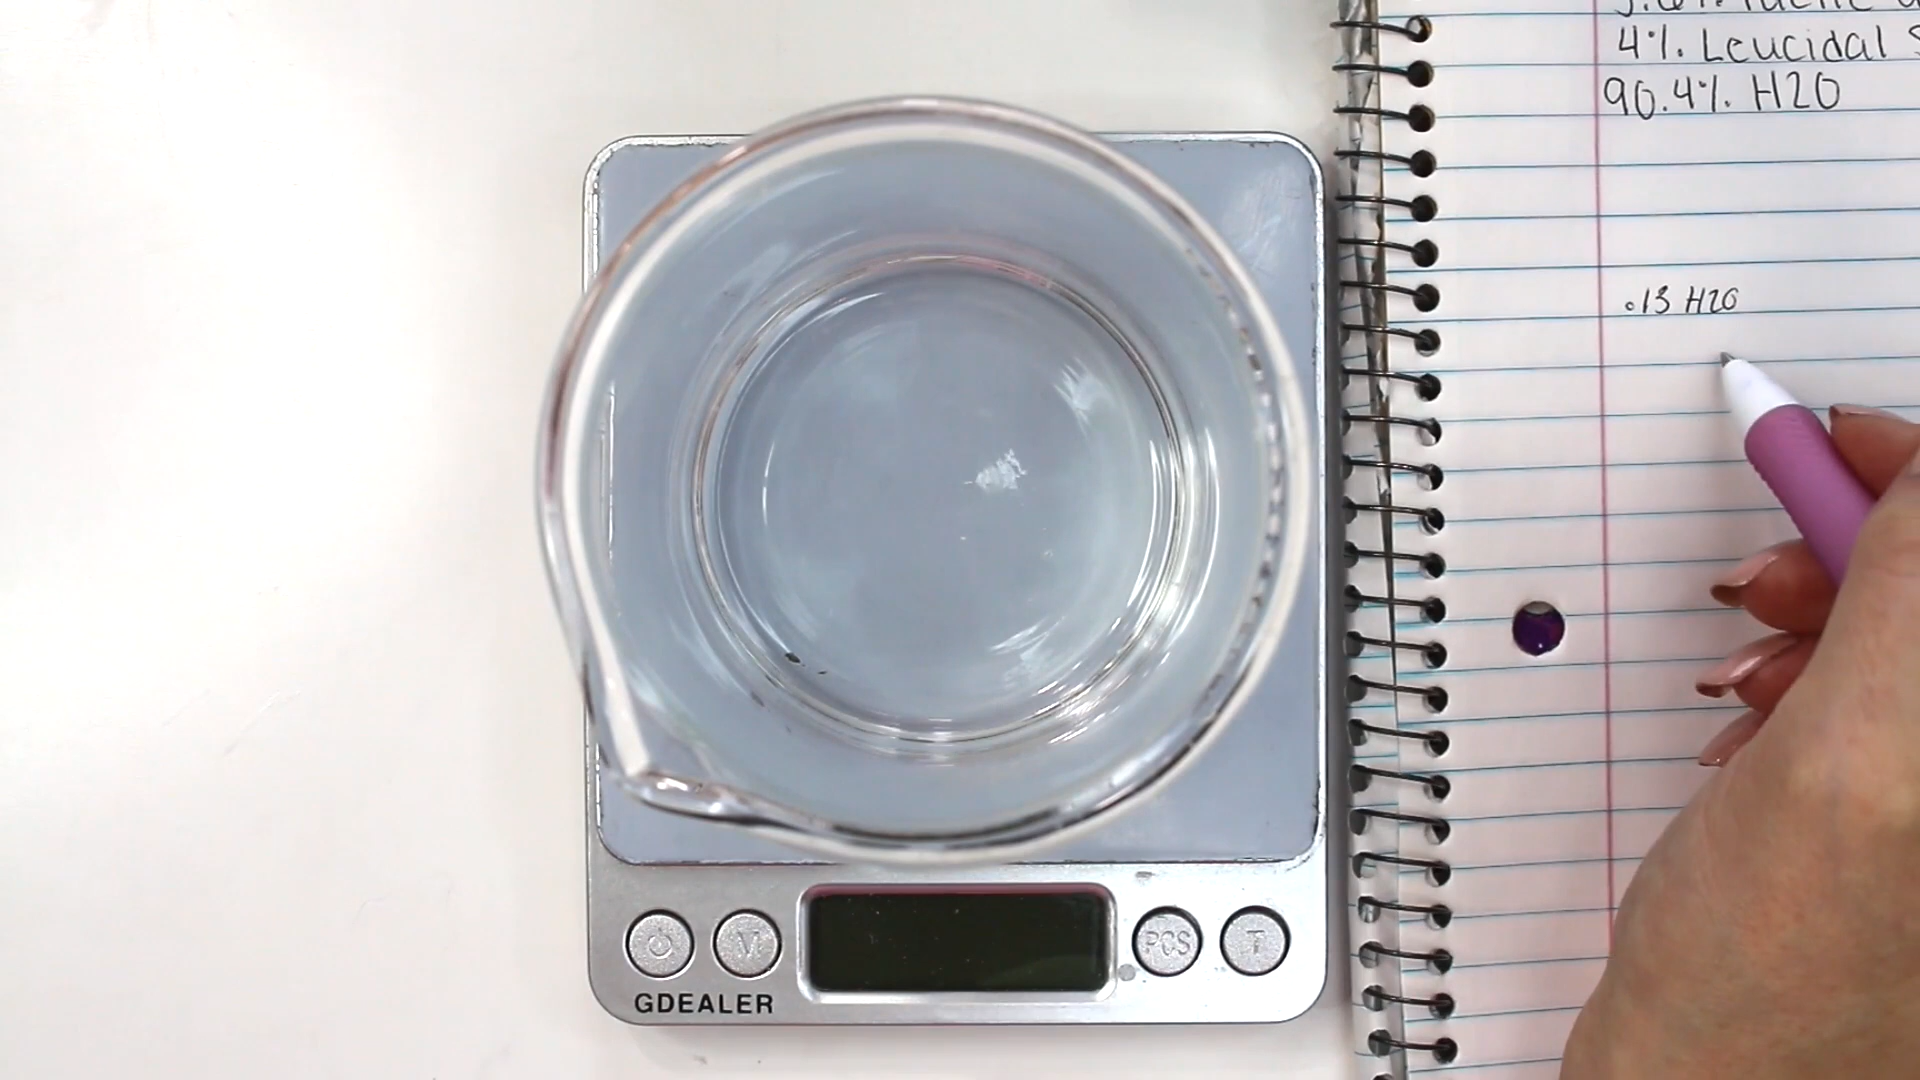 4%. Leucidal
90.4%. H2O
.13 H2O
M
PCS
T
GDEALER